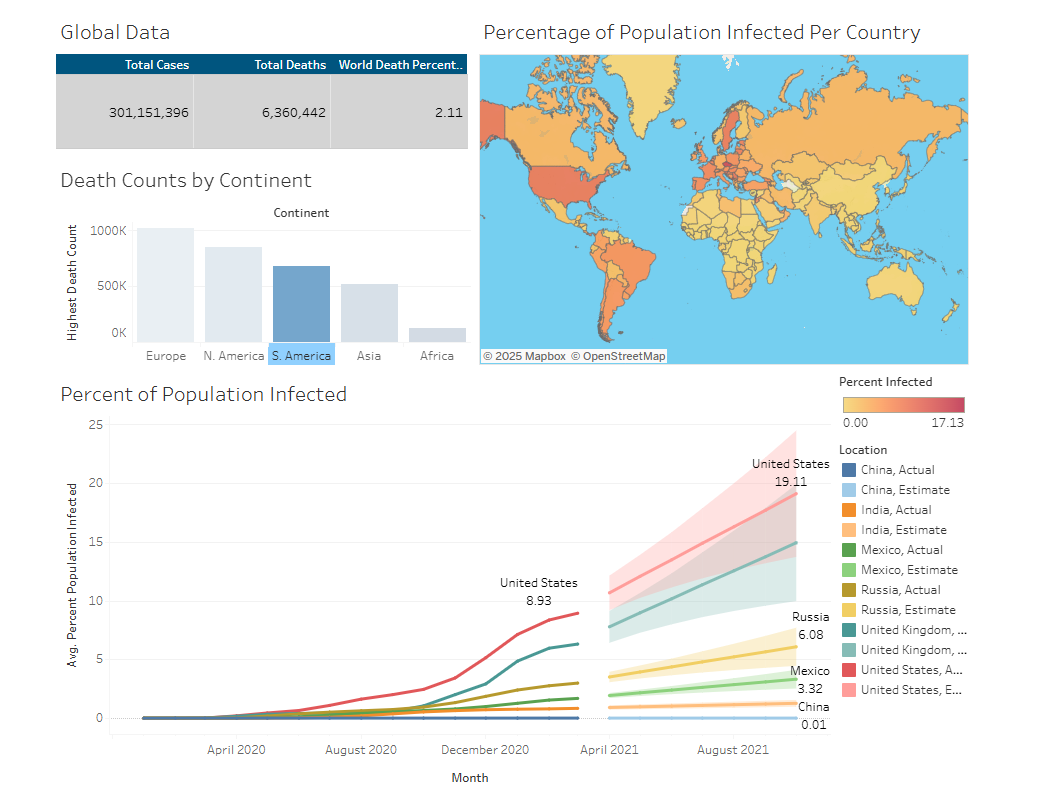 Global Data
Total Cases Total Deaths World Death Percent..
301,151,396 6,360,442 2.11
Percentage of Population Infected Per Country
© 2025 Mapbox © OpenStreetMap
Death Counts by Continent
Continent
Highest Death Count
1000K
500K
0K
Europe N. America S. America Asia Africa
Percent of Population Infected
Avg. Percent Population Infected
25
20
15
10
5
0
United States
8.93
United States
19.11
Russia
6.08
Mexico
3.32
China
0.01
April 2020 August 2020 December 2020 April 2021 August 2021
Month
Percent Infected
0.00 17.13
Location
China, Actual
China, Estimate
India, Actual
India, Estimate
Mexico, Actual
Mexico, Estimate
Russia, Actual
Russia, Estimate
United Kingdom, ...
United Kingdom, ...
United States, A...
United States, E...